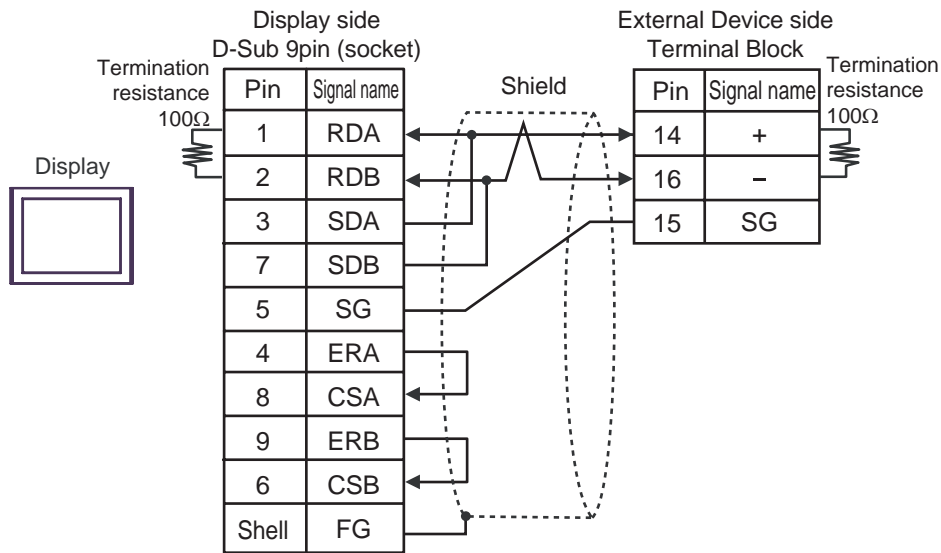 Display side
D-Sub 9pin (socket)
External Device side
Terminal Block
Termination
resistance
100Ω
Shield
Termination
resistance
100Ω
Display
Pin Signal name
1 RDA
2 RDB
3 SDA
7 SDB
5 SG
4 ERA
8 CSA
9 ERB
6 CSB
Shell FG
Pin Signal name
14 +
16 −
15 SG